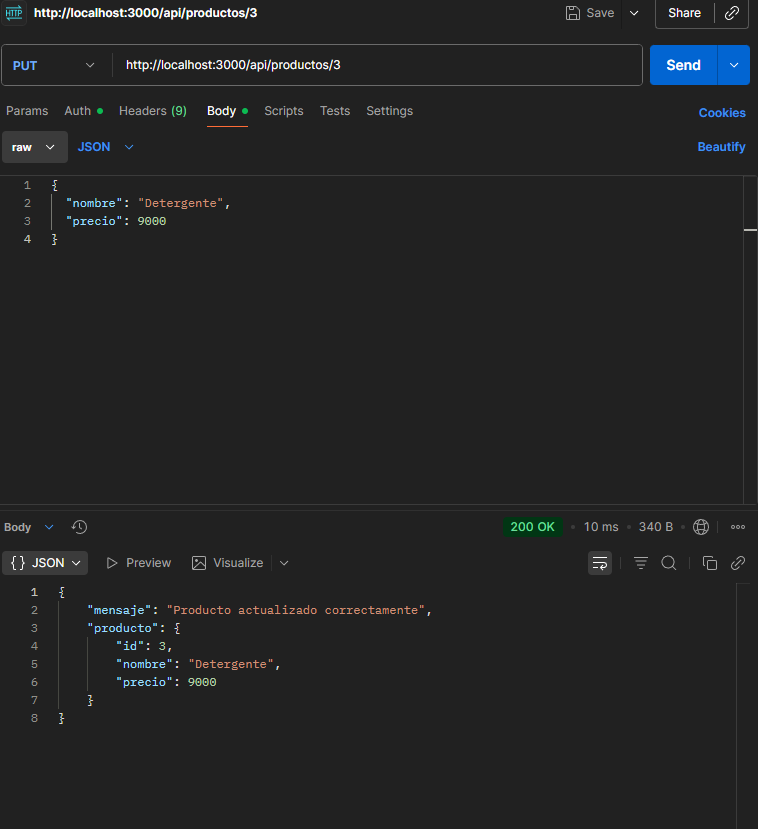 HTTP http://localhost:3000/api/productos/3 Save Share
PUT http://localhost:3000/api/productos/3 Send
Params Auth Headers (9) Body Scripts Tests Settings Cookies
raw JSON Beautify
1 {
2 "nombre": "Detergente",
3 "precio": 9000
4 }
Body 200 OK 10 ms 340 B
{} JSON Preview Visualize
1 {
2 "mensaje": "Producto actualizado correctamente",
3 "producto": {
4 "id": 3,
5 "nombre": "Detergente",
6 "precio": 9000
7 }
8 }